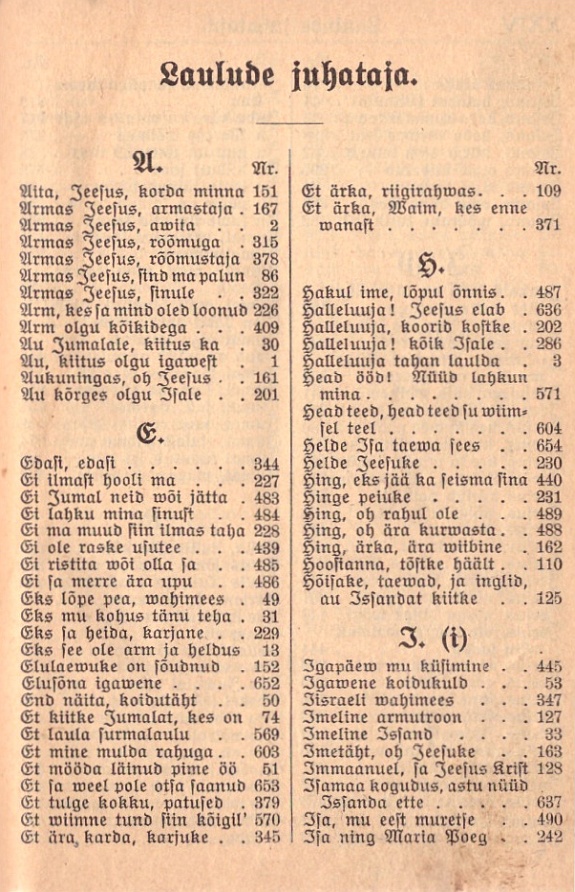 Laulude juhataja.
A.
Nr.
Aita, Jeesus, korda minna 151
Armas Jeesus, armastaja . 167
Armas Jeesus, awita . . 2
Armas Jeesus, rõõmuga . 315
Armas Jeesus, rõõmustaja 378
Armas Jeesus, sind ma palun 86
Armas Jeesus, sinule . . 322
Arm, kes sa mind oled loonud 226
Arm olgu kõikidega . . . 409
Au Jumalale, kiitus ka . 30
Au, kiitus olgu igawest . 1
Aukuningas, oh Jeesus . . 161
Au kõrges olgu Isale . . 201
E.
Edasi, edasi . . . . . . . 344
Ei ilmast hooli ma . . . 227
Ei Jumal neid wõi jätta . 483
Ei lahku mina sinust . . 484
Ei ma muud siin ilmas taha 228
Ei ole raske usutee . . . 439
Ei ristita wõi olla sa . . 485
Ei sa merre ära upu . . 486
Eks lõpe pea, wahimees . 49
Eks mu kohus tänu teha . 31
Eks sa heida, karjane . . 229
Eks see ole arm ja heldus 13
Elulaewuke on jõudnud . 152
Elusõna igawene . . . . 652
End näita, koidutäht . . 50
Et kiitke Jumalat, kes on 74
Et laula surmalaulu . . 569
Et mine mulda rahuga . . 603
Et mööda läinud pime öö 51
Et sa weel pole otsa saanud 653
Et tulge kokku, patused . 379
Et wiimne tund siin kõigil' 570
Et ära, karda, karjuke . . 345
Nr.
Et ärka, riigirahwas. . . 109
Et ärka, Waim, kes enne
wanast . . . . . . . 371
H.
Hakul ime, lõpul õnnis. . 487
Halleluuja! Jeesus elab . 636
Halleluuja, koorid kostke . 202
Halleluuja! kõik Isale . . 286
Halleluuja tahan laulda . 3
Head ööd! Nüüd lahkun
mina . . . . . . . . 571
Head teed, head teed su wiim-
sel teel . . . . . . . 604
Helde Isa taewa sees . . 654
Helde Jeesuke . . . . . 230
Hing, eks jää ka seisma sina 440
Hinge peiuke . . . . . 231
Hing, oh rahul ole . . . 489
Hing, oh ära kurwasta. . 488
Hing, ärka, ära wiibine . 162
Hoosianna, tõstke häält . . 110
Hõisake, taewad, ja inglid,
au Issandat kiitke . . 125
I. (i)
Igapäew mu küsimine . . 445
Igawene koidukuld . . . 53
Iisraeli wahimees . . . 347
Imeline armutroon . . . 127
Imeline Issand . . . . 33
Imetäht, oh Jeesuke . . 163
Immaanuel, sa Jeesus Krist 128
Isamaa kogudus, astu nüüd
Issanda ette . . . . . 637
Isa, mu eest muretse . . 490
Isa ning Maria Poeg . . 242